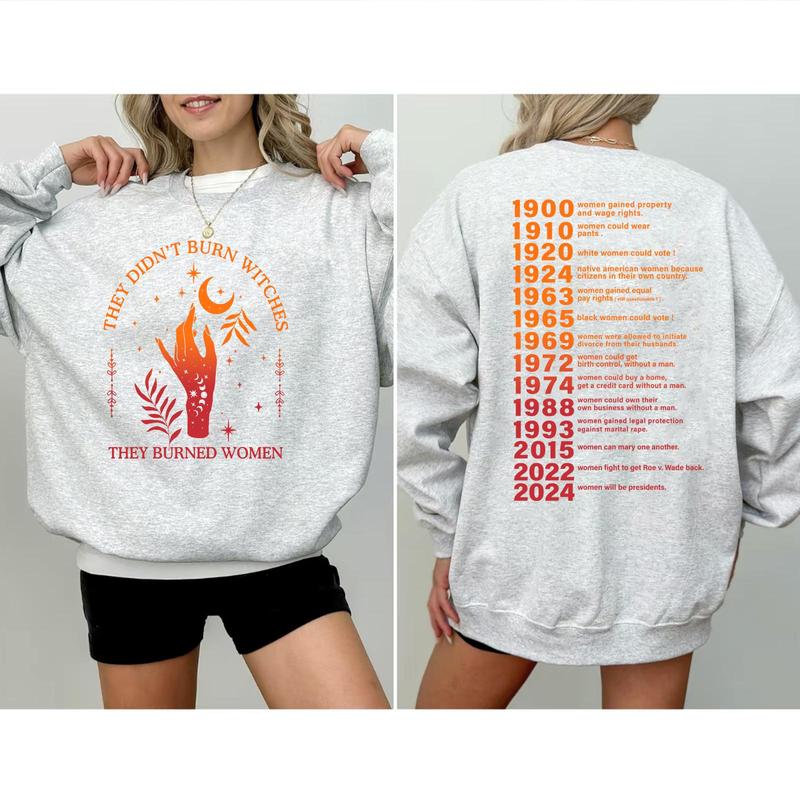 THEY DIDN'T BURN WITCHES
THEY BURNED WOMEN
1900 women gained property
and wage rights.
1910 women could wear
pants .
1920 white women could vote !
1924 native american women because
citizens in their own country.
1963 women gained equal
pay rights ( still questionable ! ) .
1965 black women could vote !
1969 women were allowed to initiate
divorce from their husbands.
1972 women could get
birth control, without a man.
1974 women could buy a home,
get a credit card without a man.
1988 women could own their
own business without a man.
1993 women gained legal protection
against marital rape.
2015 women can mary one another.
2022 women fight to get Roe v. Wade back.
2024 women will be presidents.